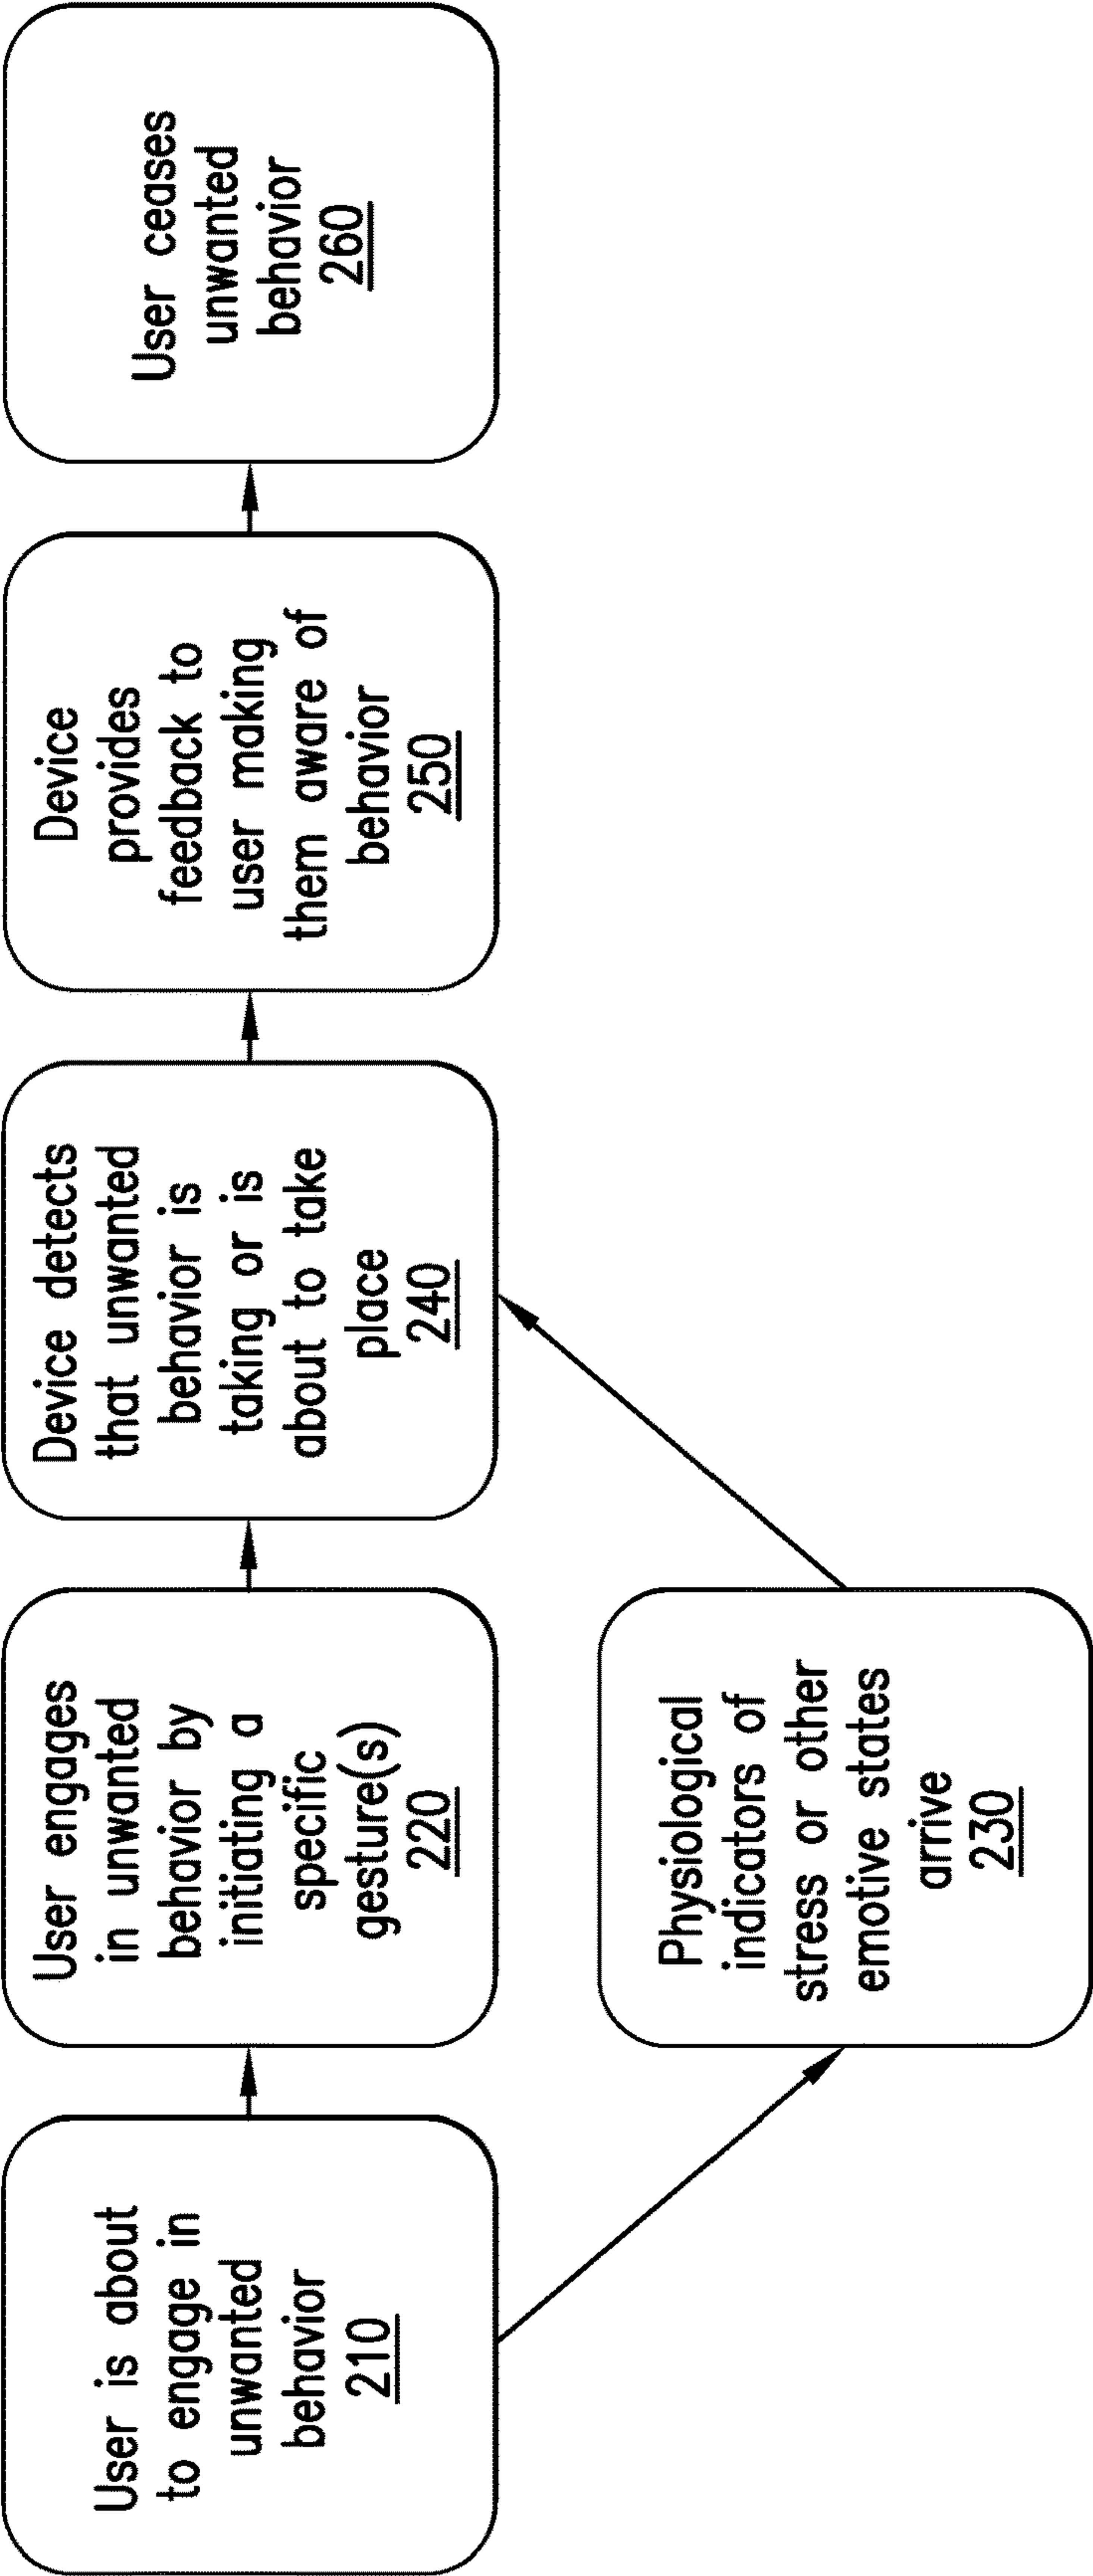 User is about
to engage in
unwanted
behavior
210
User engages
in unwanted
behavior by
initiating a
specific
gesture(s)
220
Physiological
indicators of
stress or other
emotive states
arrive
230
Device detects
that unwanted
behavior is
taking or is
about to take
place
240
Device
provides
feedback to
user making
them aware of
behavior
250
User ceases
unwanted
behavior
260